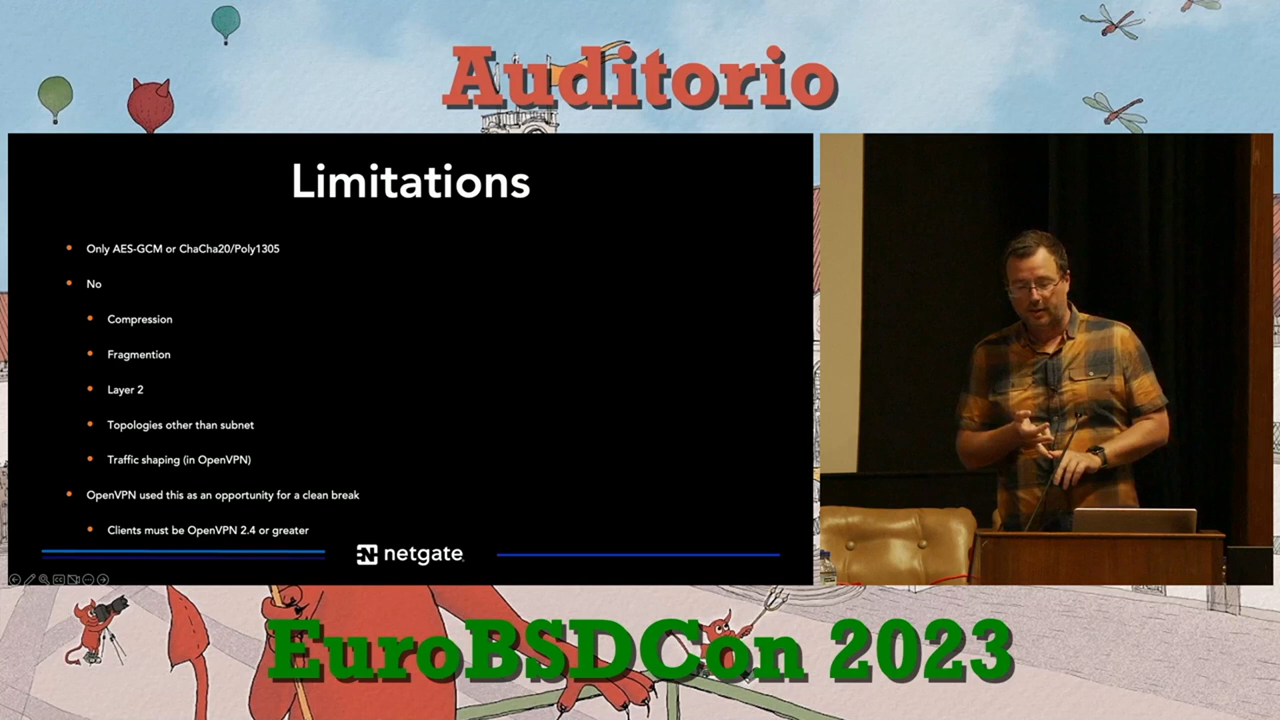 Auditorio
Limitations
Only AES-GCM or ChaCha20/Poly1305
No
Compression
Fragmention
Layer 2
Topologies other than subnet
Traffic shaping (in OpenVPN)
OpenVPN used this as an opportunity for a clean break
Clients must be OpenVPN 2.4 or greater
netgate
EuroBSDCon 2023